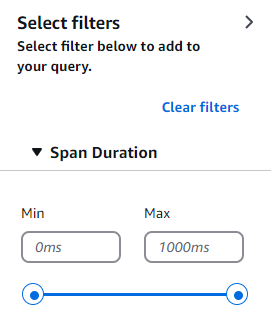 Select filters
Select filter below to add to
your query.
Clear filters
Span Duration
Min Max
0ms 1000ms